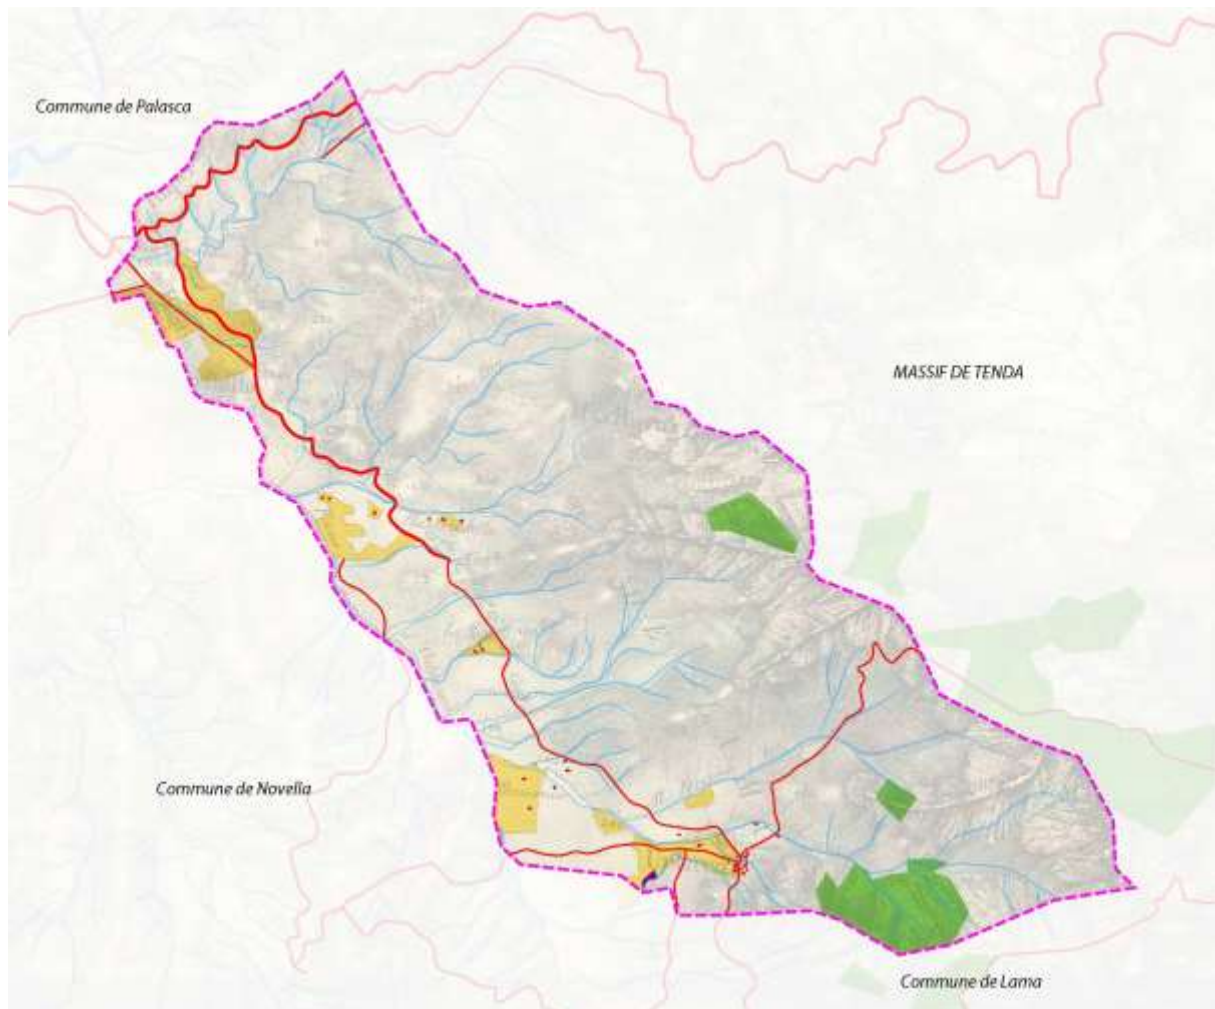 Commune de Palasca
MASSIF DE TENDA
Commune de Novella
Commune de Lama